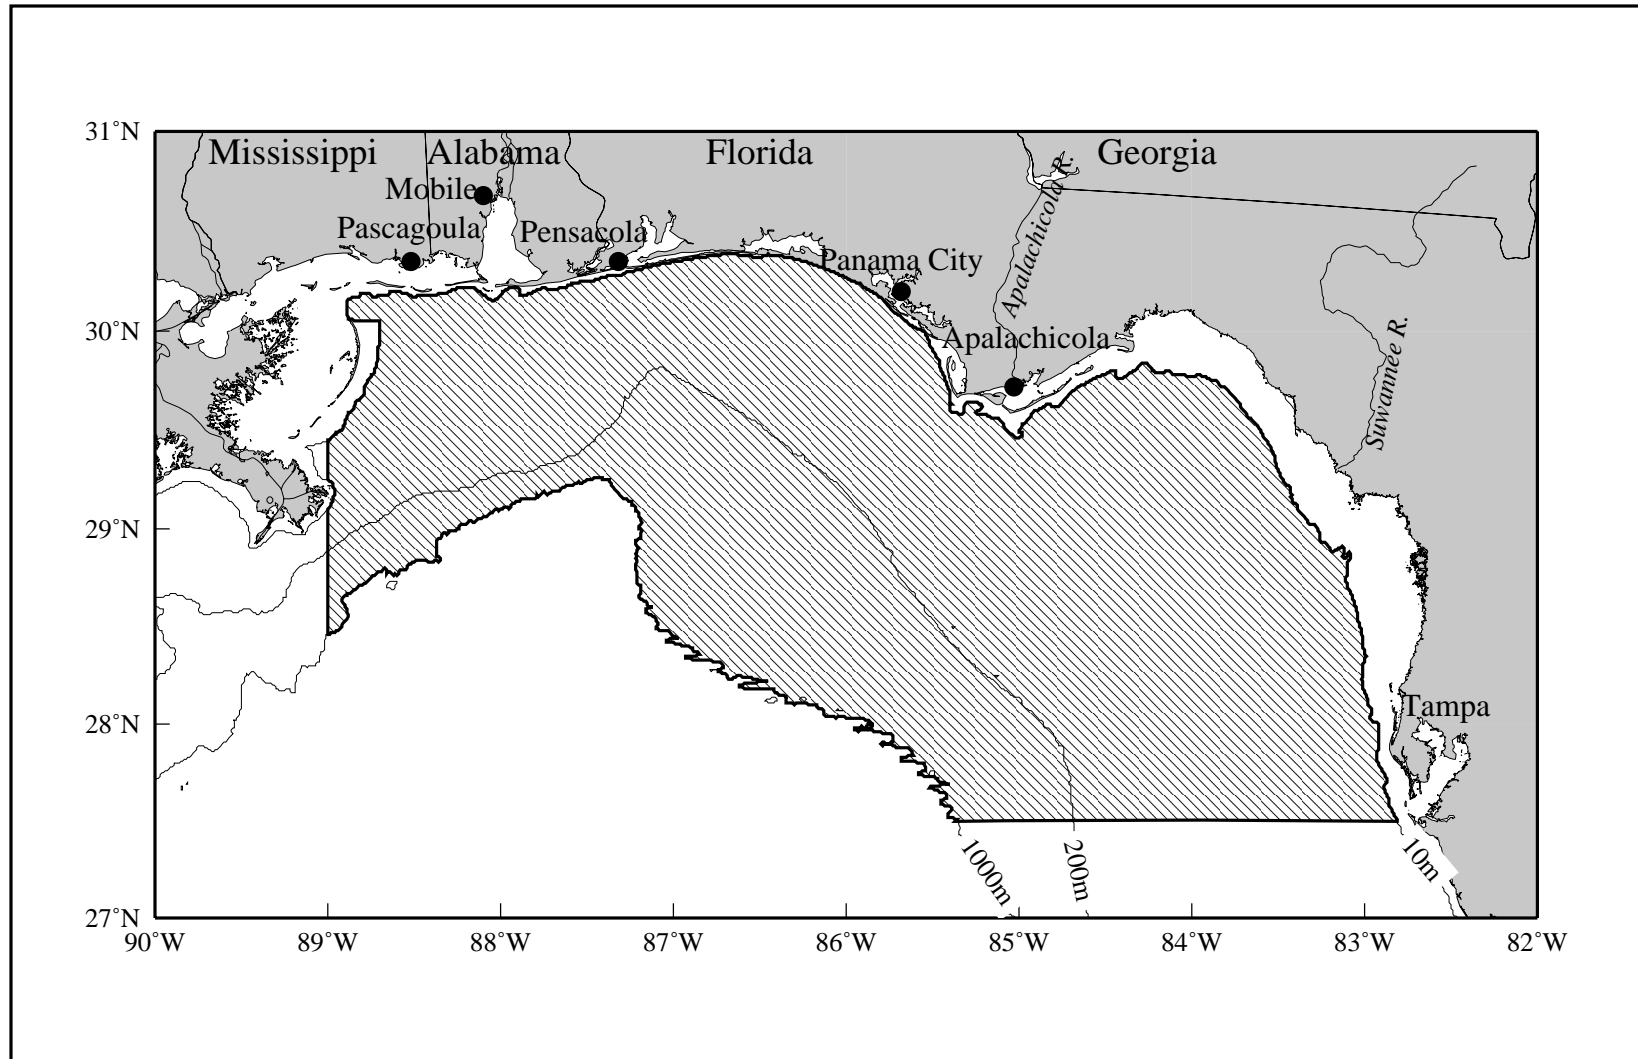 31°N
Mississippi
Alabama
Florida
Georgia
Mobile
Pascagoula
Pensacola
Panama City
Apalachicola R.
Apalachicola
Suwannee R.
30°N
29°N
28°N
Tampa
1000m
200m
10m
27°N
90°W
89°W
88°W
87°W
86°W
85°W
84°W
83°W
82°W